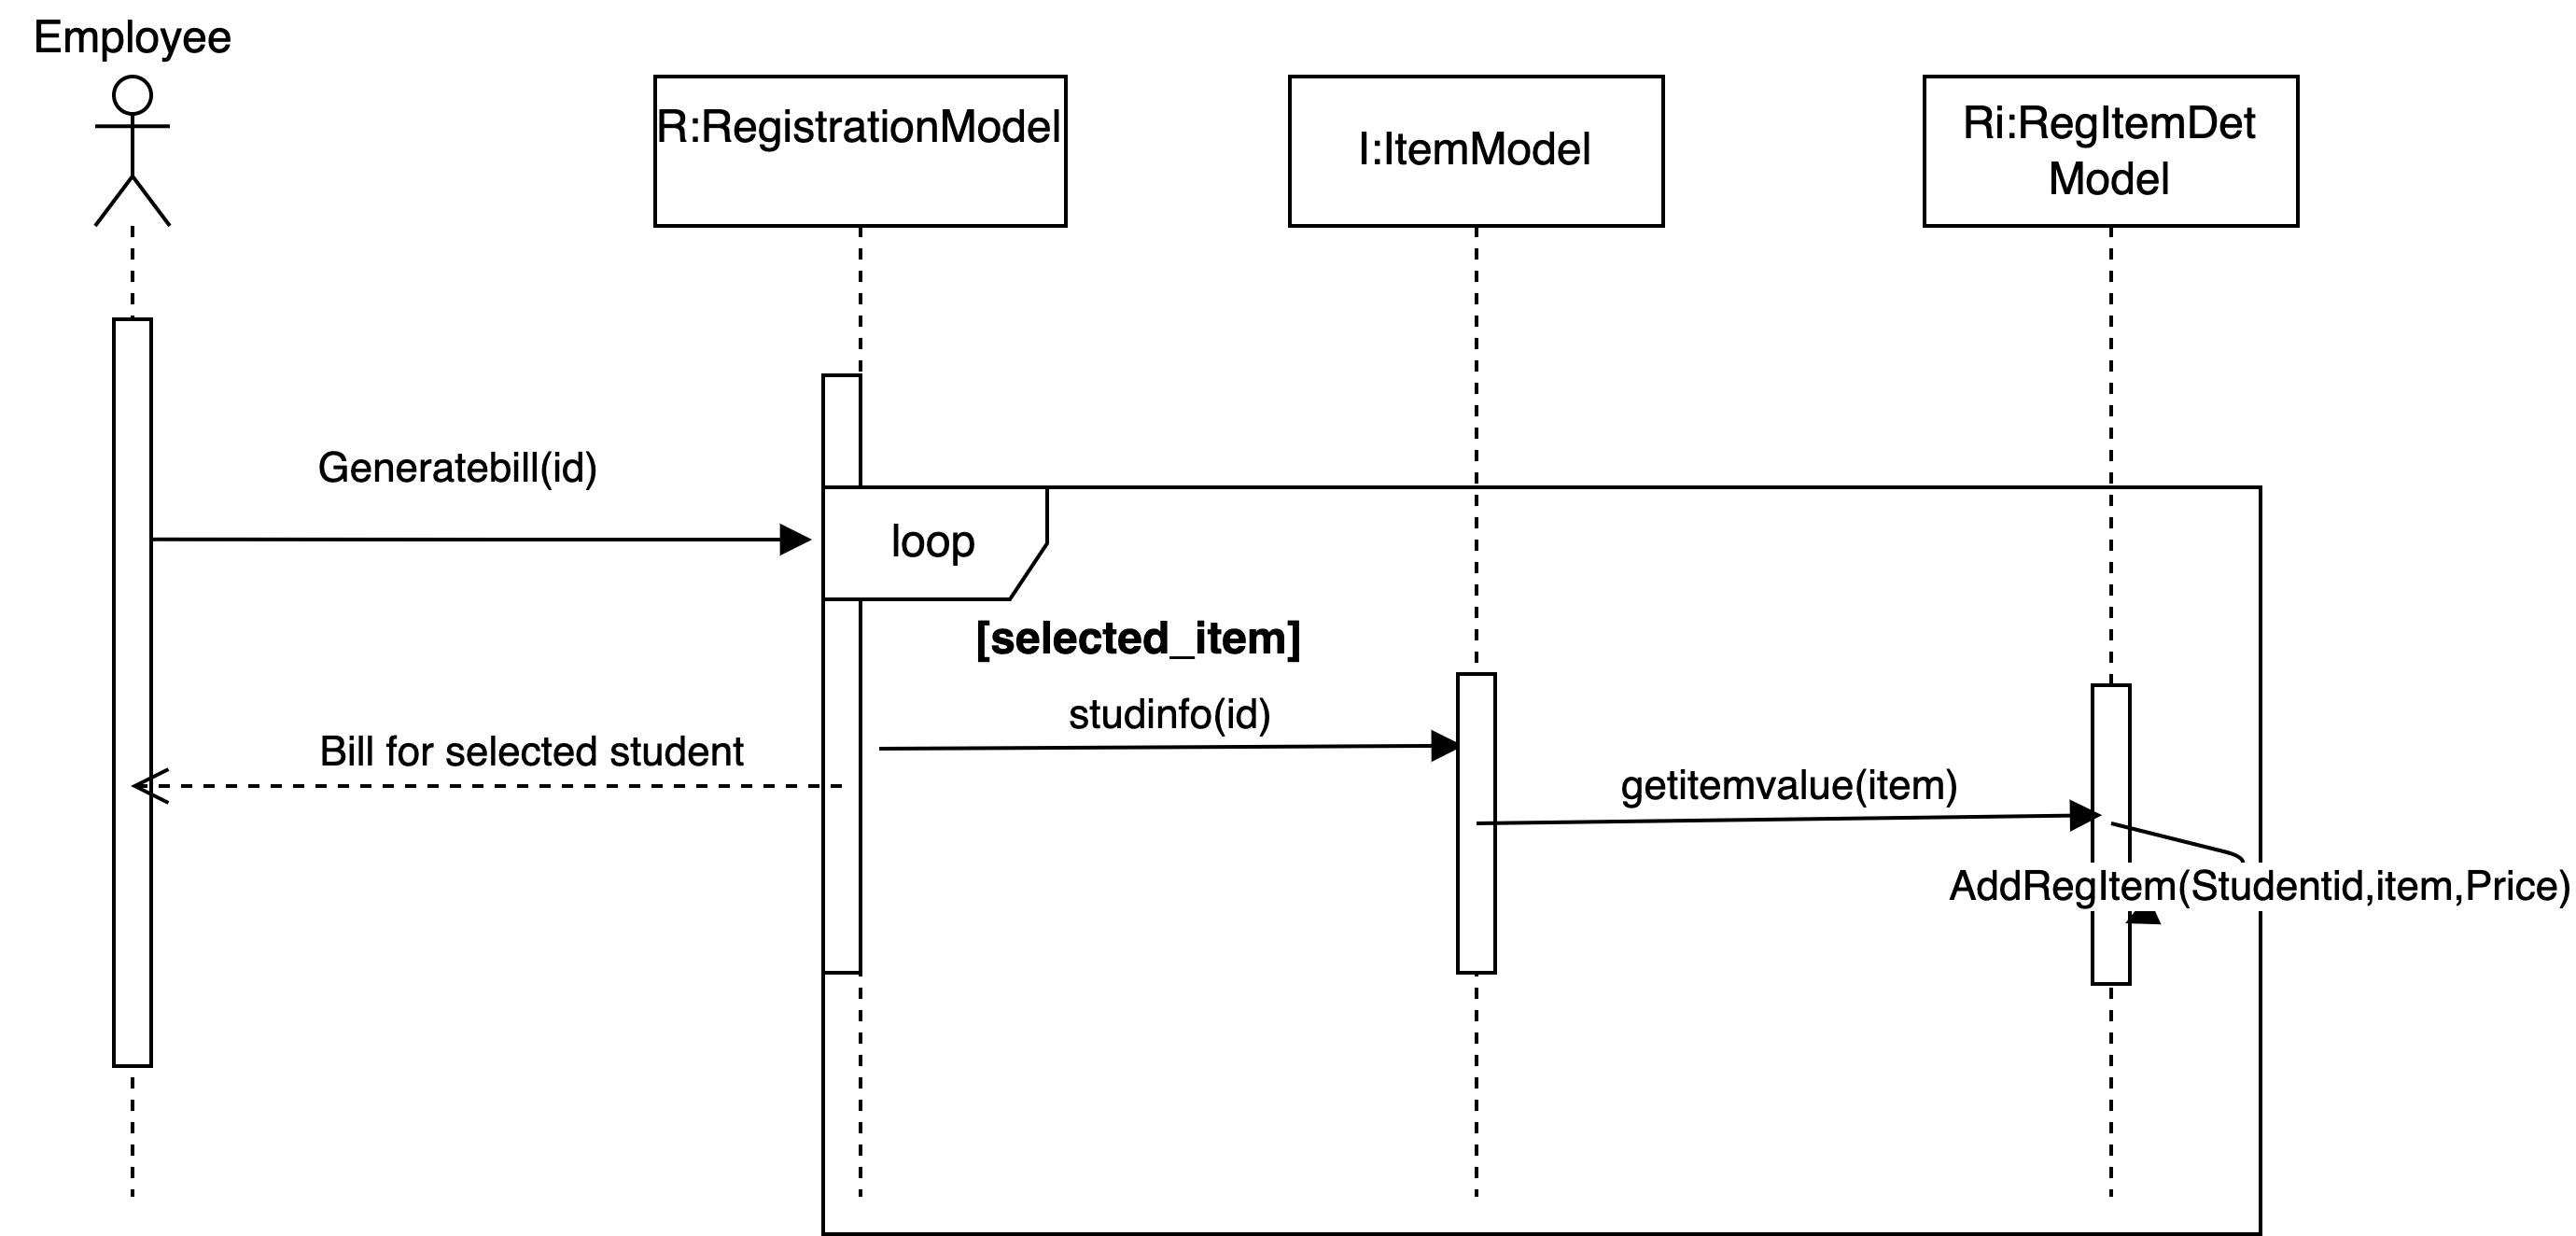 Employee
R:RegistrationModel
I:ItemModel
Ri:RegItemDet
Model
Generatebill(id)
loop
[selected_item]
studinfo(id)
Bill for selected student
getitemvalue(item)
AddRegItem(Studentid,item,Price)